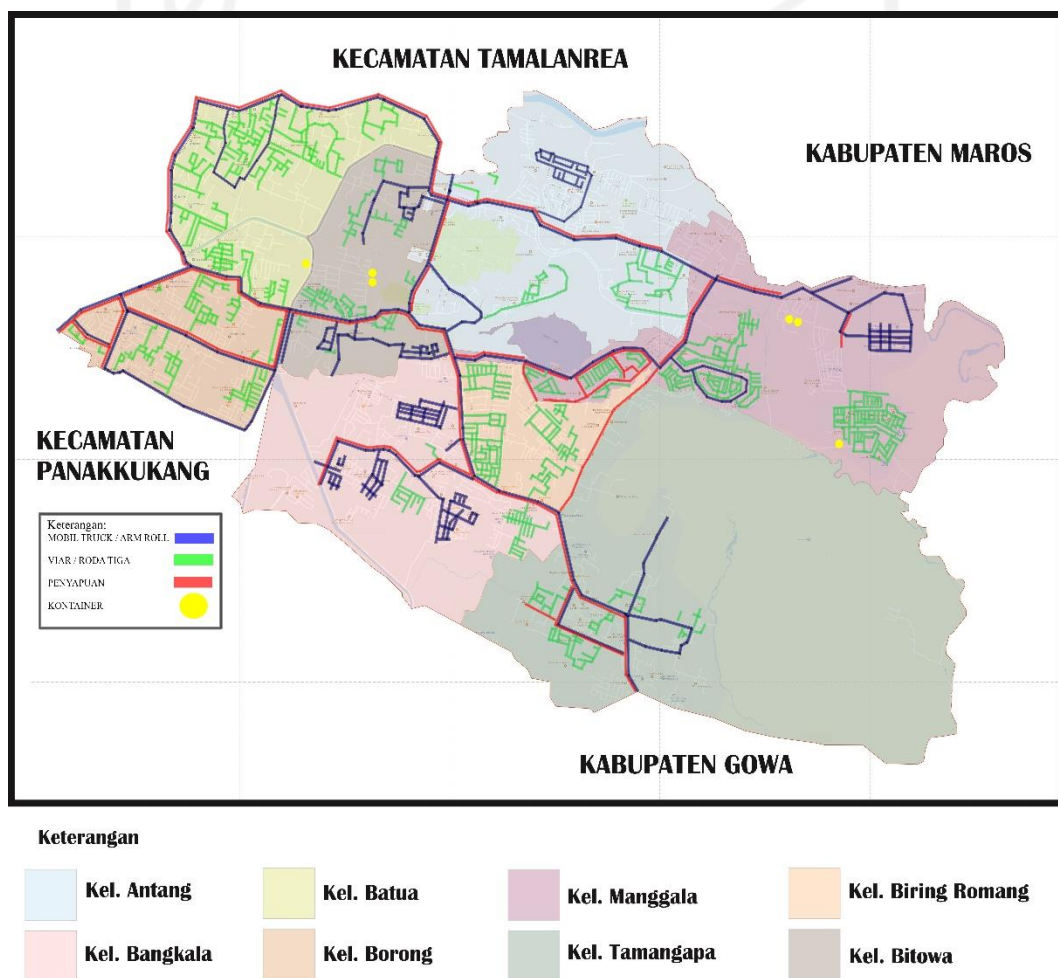 KECAMATAN TAMALANREA
KABUPATEN MAROS
KECAMATAN
PANAKKUKANG
Keterangan:
MOBIL TRUCK / ARM ROLL
VIAR / RODA TIGA
PENYAPUAN
KONTAINER
KABUPATEN GOWA
Keterangan
Kel. Antang
Kel. Batua
Kel. Manggala
Kel. Biring Romang
Kel. Bangkala
Kel. Borong
Kel. Tamangapa
Kel. Bitowa